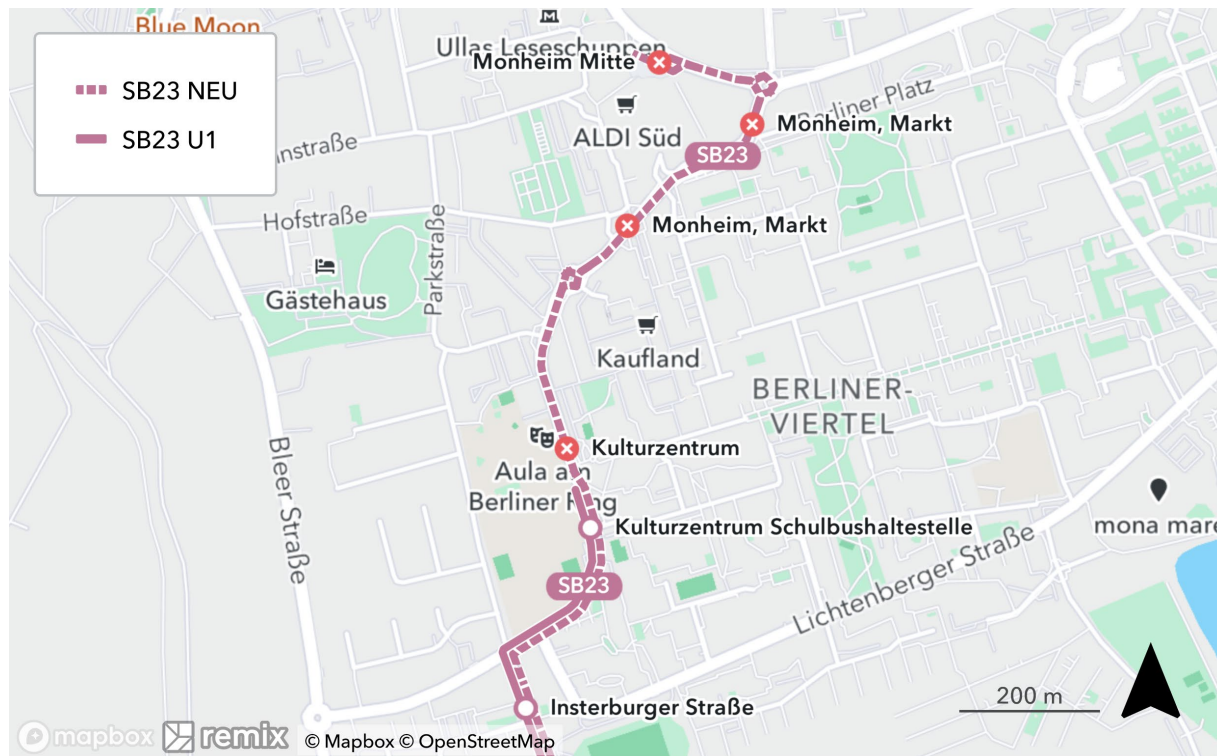 Blue Moon
SB23 NEU
SB23 U1
Ullas Leseschuppen
Monheim Mitte
Berliner Platz
Monheim, Markt
ALDI Süd
SB23
nstraße
Hofstraße
Monheim, Markt
Parkstraße
Gästehaus
Kaufland
BERLINER-
VIERTEL
Bleer Straße
Kulturzentrum
Aula am
Berliner Ring
Kulturzentrum Schulbushaltestelle
mona mare
SB23
Lichtenberger Straße
200 m
Insterburger Straße
mapbox
remix
© Mapbox © OpenStreetMap